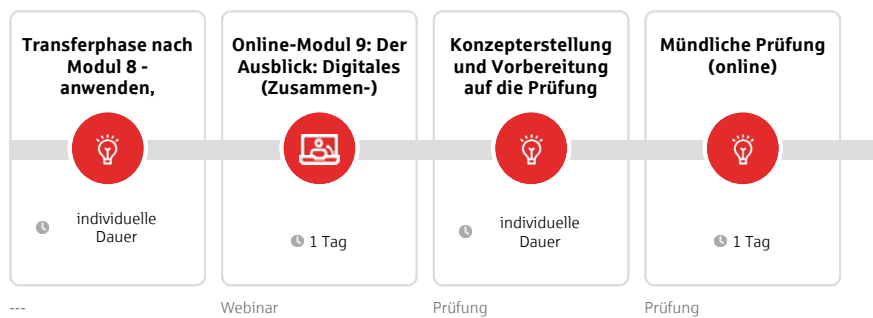 Transferphase nach
Modul 8 -
anwenden,
individuelle
Dauer
---
Online-Modul 9: Der
Ausblick: Digitales
(Zusammen-)
1 Tag
Webinar
Konzepterstellung
und Vorbereitung
auf die Prüfung
individuelle
Dauer
Prüfung
Mündliche Prüfung
(online)
1 Tag
Prüfung